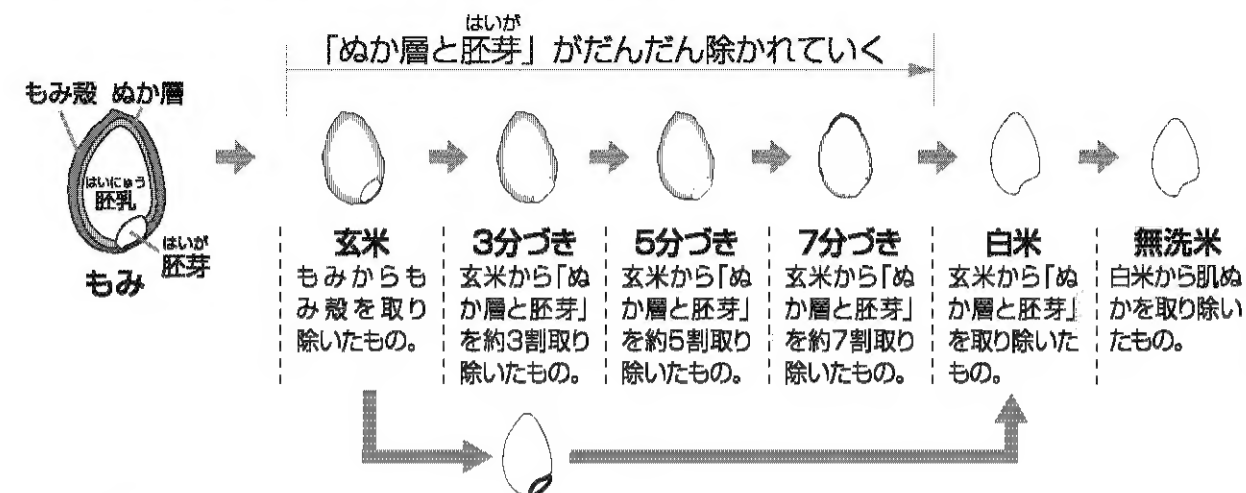 はいが
「ぬか層と胚芽」がだんだん除かれていく
もみ殻 ぬか層
はいにゅう
胚乳
はいが
胚芽
もみ
玄米
もみからも
み殻を取り
除いたもの。
3分づき
玄米から「ぬ
か層と胚芽」
を約3割取り
除いたもの。
5分づき
玄米から「ぬ
か層と胚芽」
を約5割取り
除いたもの。
7分づき
玄米から「ぬ
か層と胚芽」
を約7割取り
除いたもの。
白米
玄米から「ぬ
か層と胚芽」
を取り除いた
もの。
無洗米
白米から肌ぬ
かを取り除い
たもの。